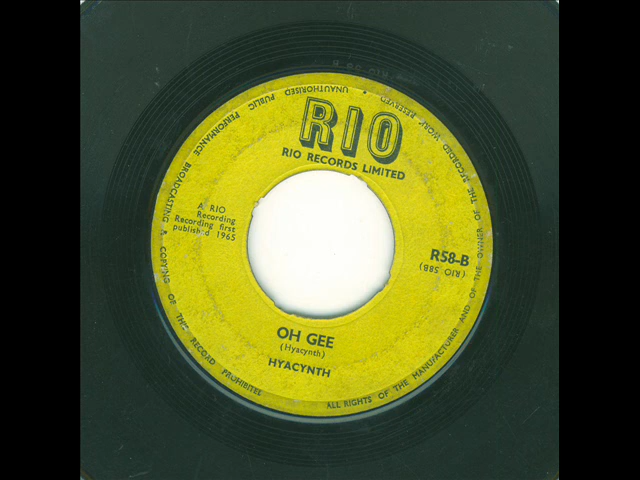 RIO
RIO RECORDS LIMITED
A RIO
Recording
Recording first
published 1965
R58-B
(RIO 58B)
OH GEE
(Hyacynth)
HYACYNTH
ALL RIGHTS OF THE MANUFACTURER AND OF THE OWNER OF THE RECORDED WORK RESERVED
UNAUTHORISED PUBLIC PERFORMANCE BROADCASTING & COPYING OF THE RECORD PROHIBITED